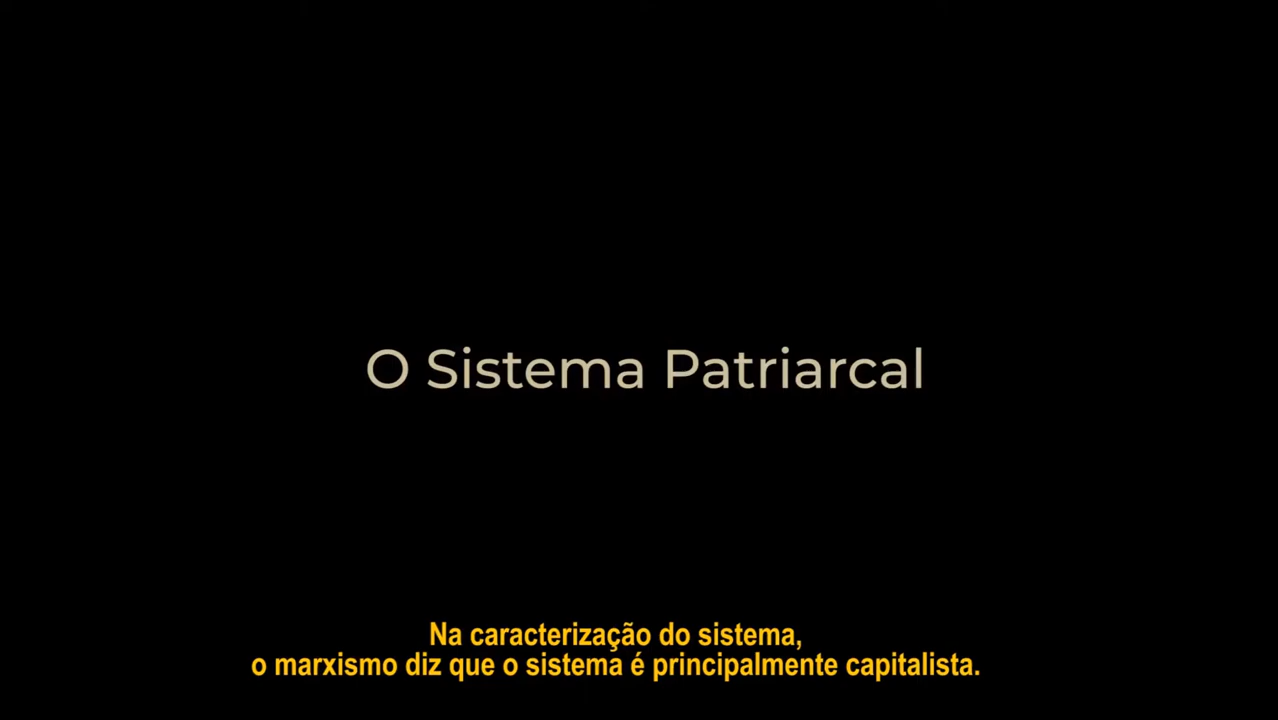 O Sistema Patriarcal
Na caracterização do sistema,
o marxismo diz que o sistema é principalmente capitalista.